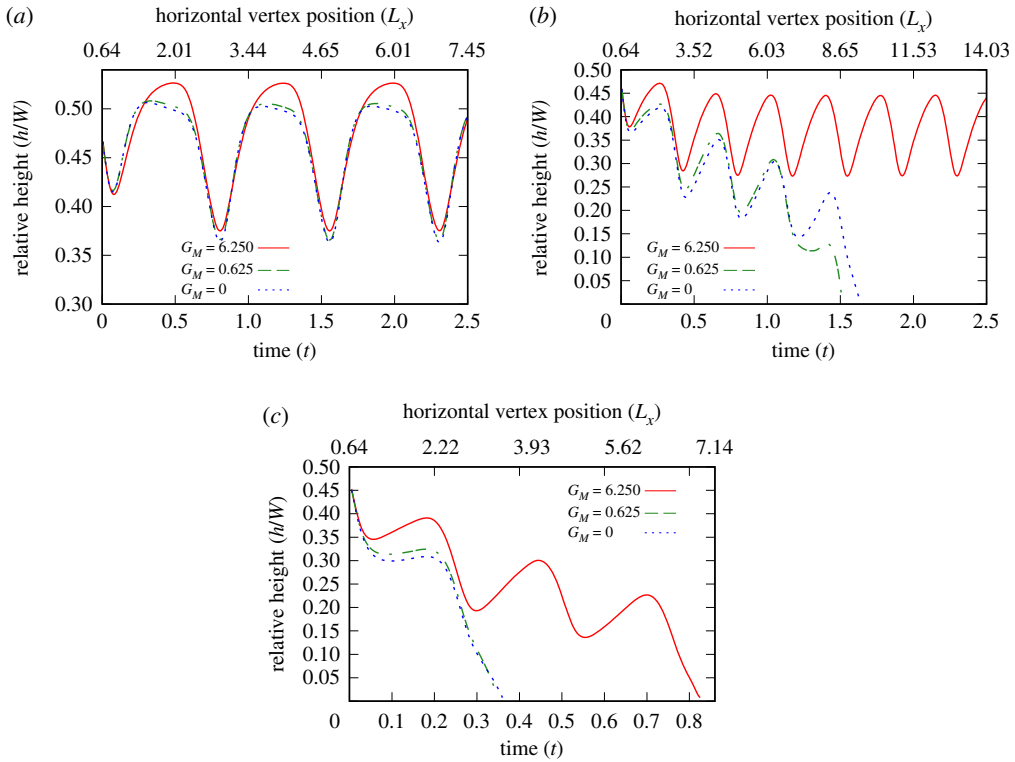 (a)
horizontal vertex position (Lx)
0.64 2.01 3.44 4.65 6.01 7.45
0.50
0.45
0.40
0.35
0.30
relative height (h/W)
GM = 6.250
GM = 0.625
GM = 0
0 0.5 1.0 1.5 2.0 2.5
time (t)
(b)
horizontal vertex position (Lx)
0.64 3.52 6.03 8.65 11.53 14.03
0.50
0.45
0.40
0.35
0.30
0.25
0.20
0.15
0.10
0.05
relative height (h/W)
GM = 6.250
GM = 0.625
GM = 0
0 0.5 1.0 1.5 2.0 2.5
time (t)
(c)
horizontal vertex position (Lx)
0.64 2.22 3.93 4.65 5.62 7.14
0.50
0.45
0.40
0.35
0.30
0.25
0.20
0.15
0.10
0.05
relative height (h/W)
GM = 6.250
GM = 0.625
GM = 0
0 0.1 0.2 0.3 0.4 0.5 0.6 0.7 0.8
time (t)